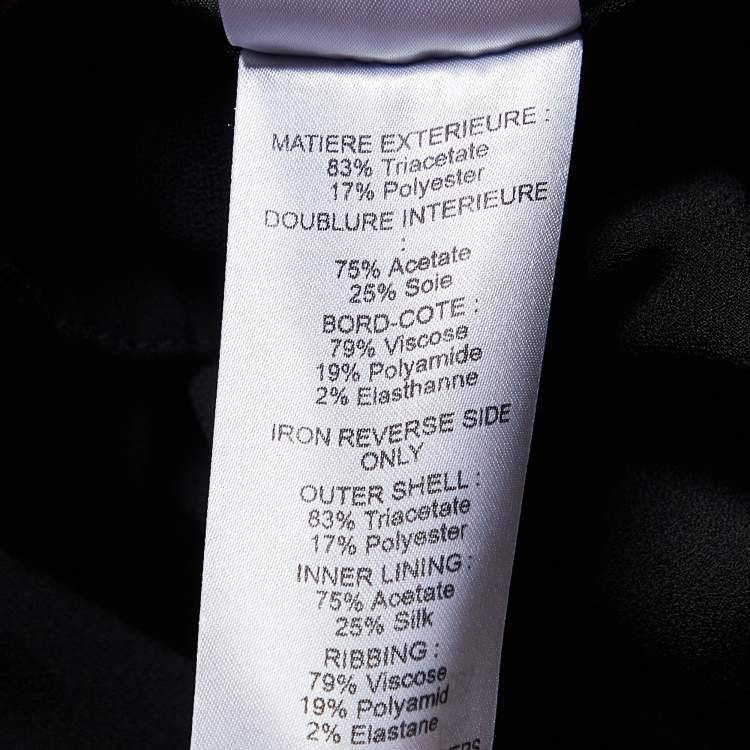 MATIERE EXTERIEURE :
83% Triacetate
17% Polyester
DOUBLURE INTERIEURE
:
75% Acetate
25% Soie
BORD-COTE :
79% Viscose
19% Polyamide
2% Elasthanne
IRON REVERSE SIDE
ONLY
OUTER SHELL :
83% Triacetate
17% Polyester
INNER LINING :
75% Acetate
25% Silk
RIBBING :
79% Viscose
19% Polyamid
2% Elastane